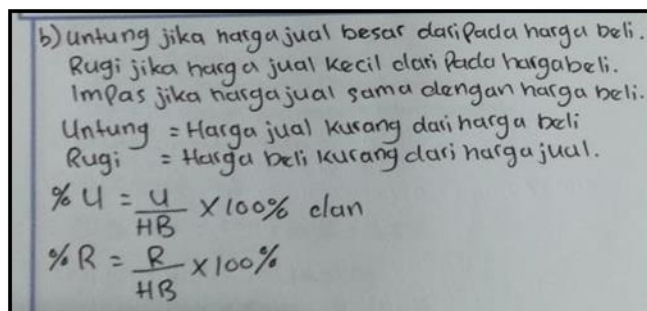 b) untung jika harga jual besar daripada harga beli.
Rugi jika harga jual kecil dari pada harga beli.
Impas jika harga jual sama dengan harga beli.
Untung = Harga jual kurang dari harga beli
Rugi = Harga beli kurang dari harga jual.
% U = U/HB × 100% dan
% R = R/HB × 100%